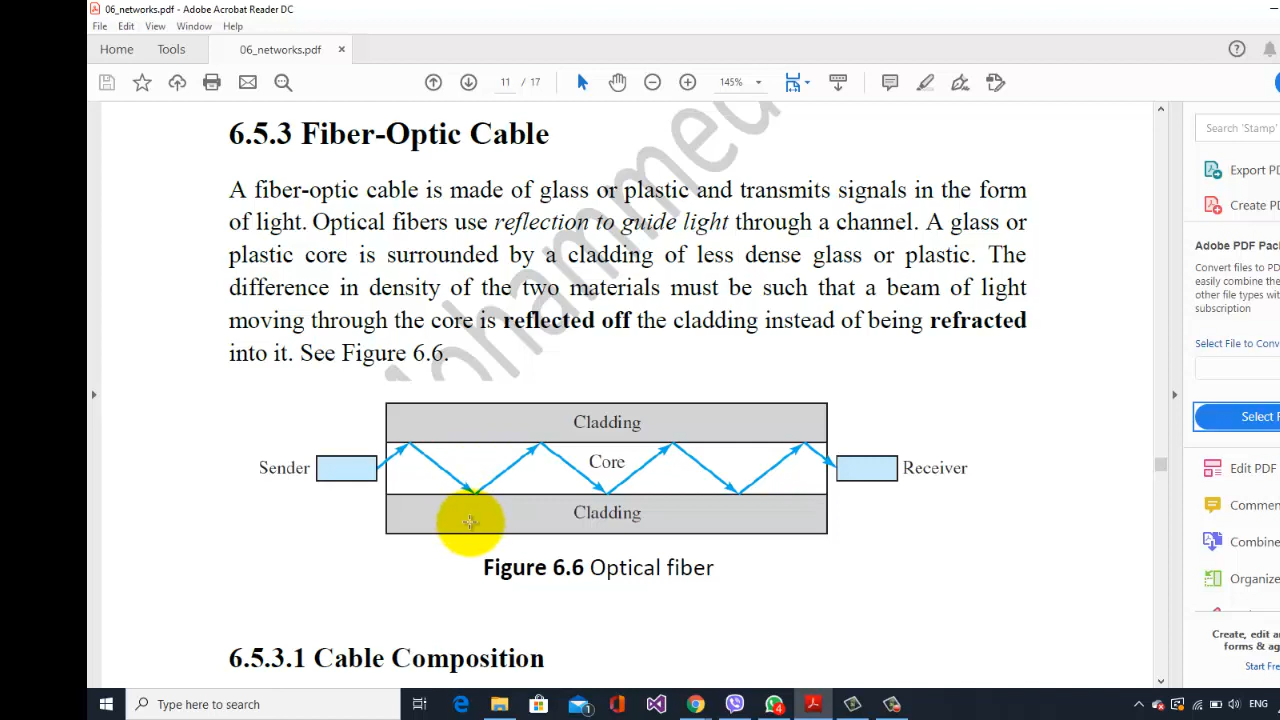 06_networks.pdf - Adobe Acrobat Reader DC
File Edit View Window Help
Home Tools 06_networks.pdf ×
11 / 17 145%
6.5.3 Fiber-Optic Cable
A fiber-optic cable is made of glass or plastic and transmits signals in the form
of light. Optical fibers use reflection to guide light through a channel. A glass or
plastic core is surrounded by a cladding of less dense glass or plastic. The
difference in density of the two materials must be such that a beam of light
moving through the core is reflected off the cladding instead of being refracted
into it. See Figure 6.6.
Cladding
Sender Core Receiver
Cladding
Figure 6.6 Optical fiber
6.5.3.1 Cable Composition
ohammed
Search 'Stamp'
Export PD
Create PD
Adobe PDF Pac
Convert files to PD
easily combine the
other file types wit
subscription
Select File to Conv
Select F
Edit PDF
Commen
Combine
Organize
Create, edit a
forms & ag
Start Fre
Type here to search
1
4
ENG